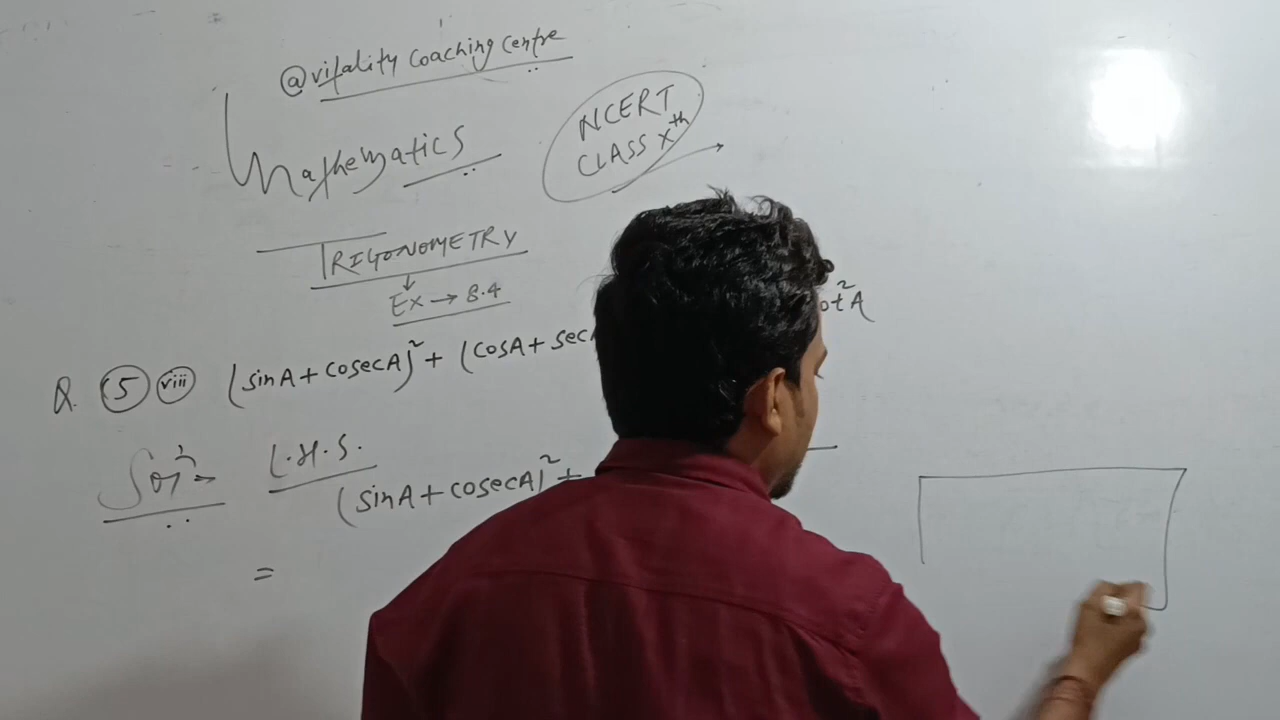 @vitality coaching centre
Mathematics
NCERT
CLASS Xth
TRIGONOMETRY
↓
Ex → 8.4
Q. (5) (viii) (sinA + cosecA)² + (cosA + sec ot²A
Solⁿ L.H.S.
(sinA + cosecA)² +
=